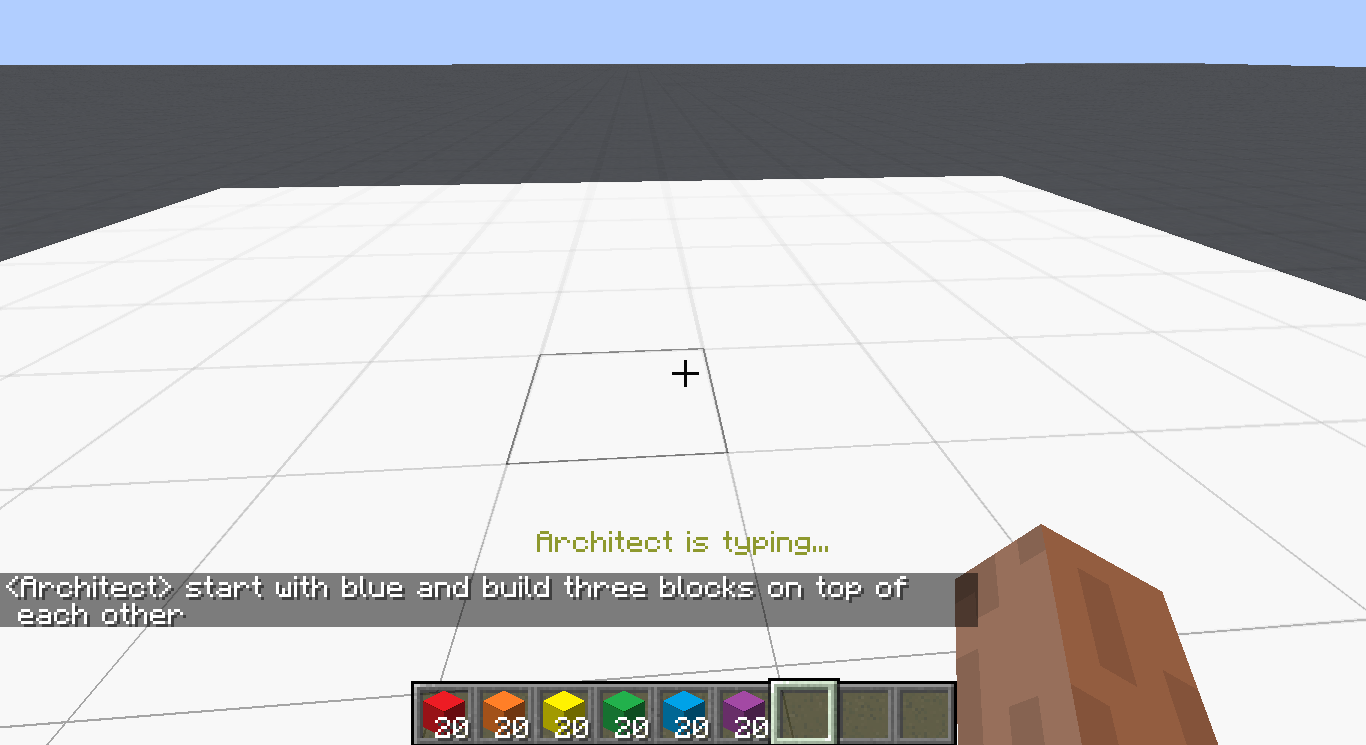 Architect is typing...
<Architect> start with blue and build three blocks on top of
each other
20 20 20 20 20 20